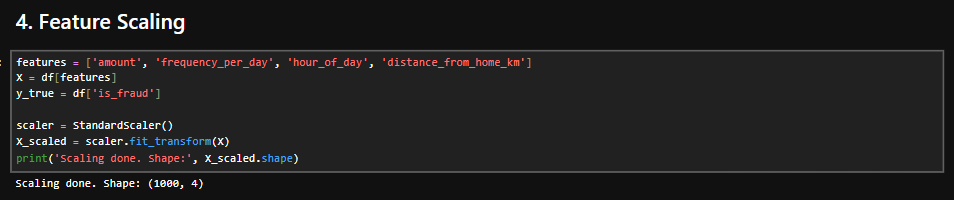 4. Feature Scaling
:
features = ['amount', 'frequency_per_day', 'hour_of_day', 'distance_from_home_km']
X = df[features]
y_true = df['is_fraud']
scaler = StandardScaler()
X_scaled = scaler.fit_transform(X)
print('Scaling done. Shape:', X_scaled.shape)
Scaling done. Shape: (1000, 4)